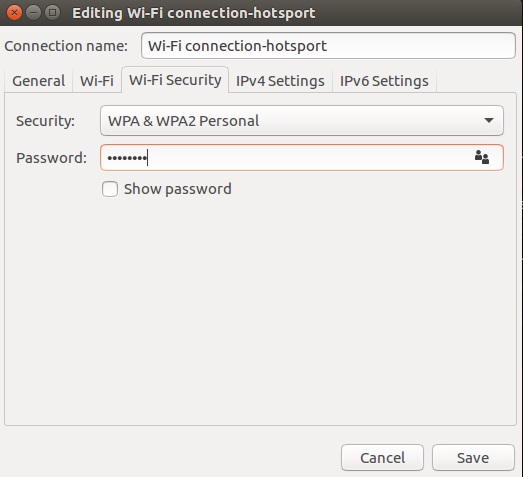 Editing Wi-Fi connection-hotsport
Connection name: Wi-Fi connection-hotsport
General Wi-Fi Wi-Fi Security IPv4 Settings IPv6 Settings
Security: WPA & WPA2 Personal
Password: ••••••••
Show password
Cancel Save